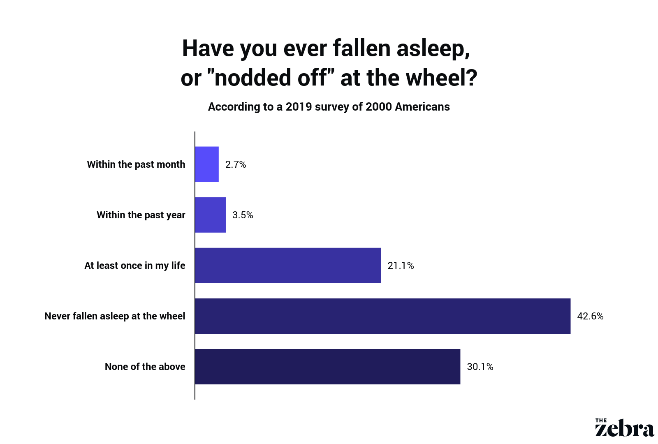 Have you ever fallen asleep,
or "nodded off" at the wheel?
According to a 2019 survey of 2000 Americans
Within the past month
2.7%
Within the past year
3.5%
At least once in my life
21.1%
Never fallen asleep at the wheel
42.6%
None of the above
30.1%
THE
zebra